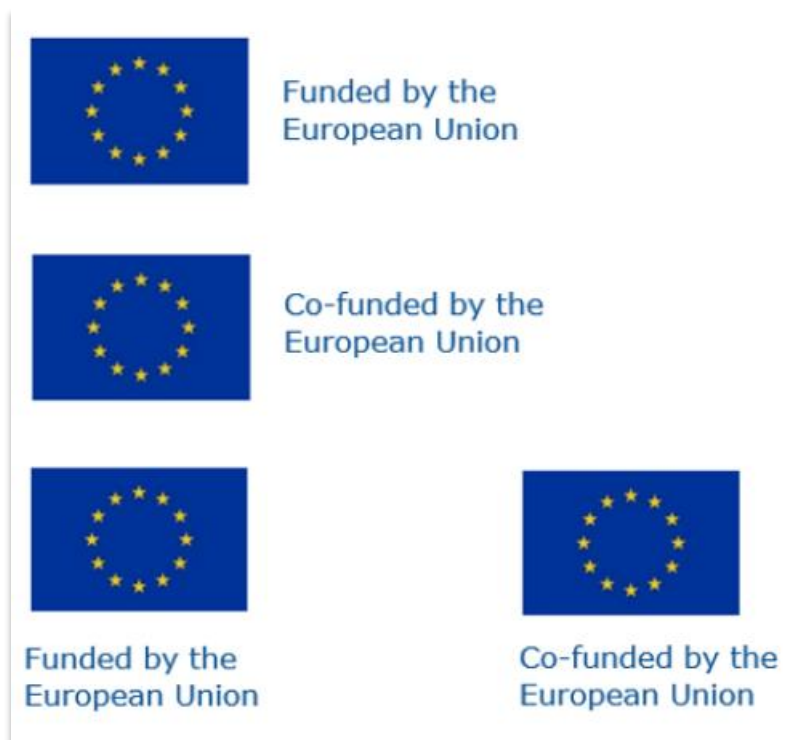 Funded by the
European Union
Co-funded by the
European Union
Funded by the
European Union
Co-funded by the
European Union